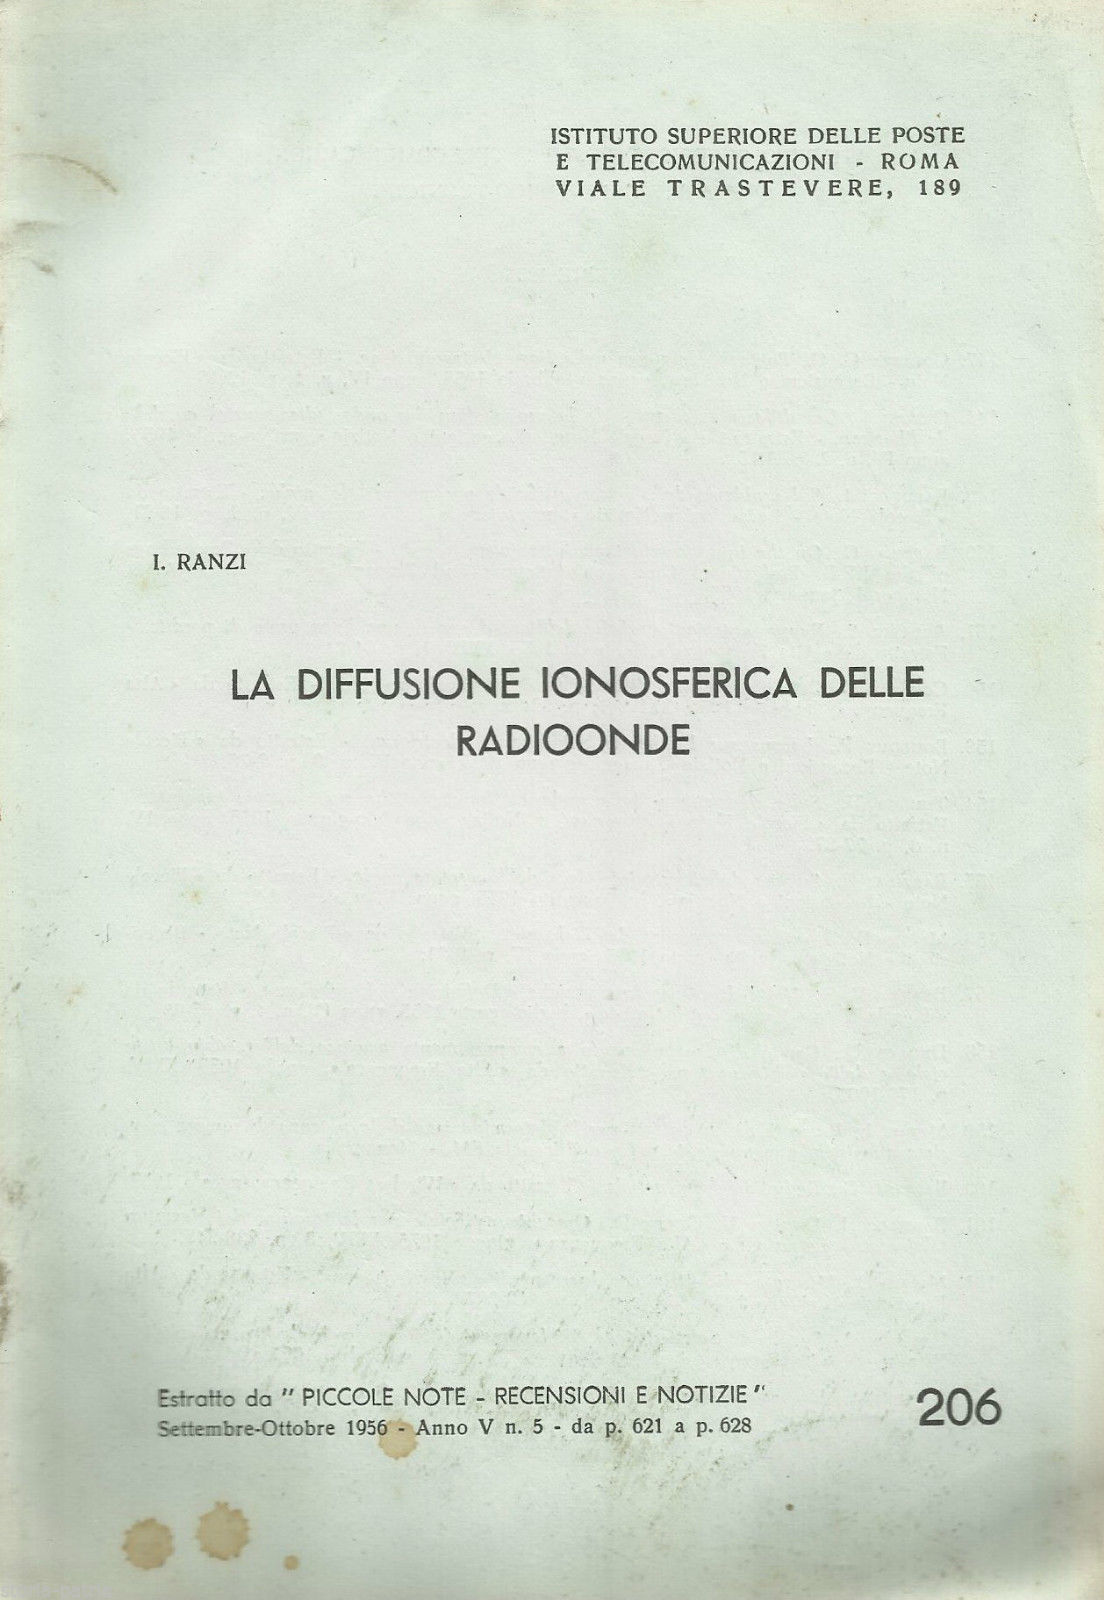 ISTITUTO SUPERIORE DELLE POSTE
E TELECOMUNICAZIONI - ROMA
VIALE TRASTEVERE, 189
I. RANZI
LA DIFFUSIONE IONOSFERICA DELLE
RADIOONDE
Estratto da "PICCOLE NOTE - RECENSIONI E NOTIZIE"
Settembre-Ottobre 1956 - Anno V n. 5 - da p. 621 a p. 628
206